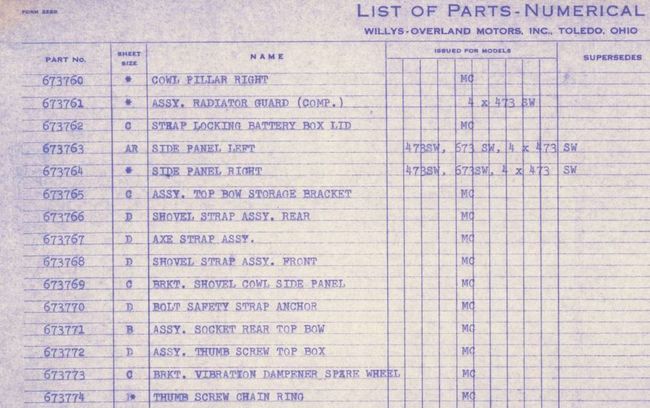 FORM 2228
LIST OF PARTS-NUMERICAL
WILLYS-OVERLAND MOTORS, INC., TOLEDO, OHIO
PART NO. SHEET SIZE NAME ISSUED FOR MODELS SUPERSEDES
673760 * COWL PILLAR RIGHT MC
673761 * ASSY. RADIATOR GUARD (COMP.) 4 x 473 SW
673762 C STRAP LOCKING BATTERY BOX LID MC
673763 AR SIDE PANEL LEFT 473SW, 673 SW, 4 x 473 SW
673764 * SIDE PANEL RIGHT 473SW, 673SW, 4 x 473 SW
673765 C ASSY. TOP BOW STORAGE BRACKET MC
673766 D SHOVEL STRAP ASSY. REAR MC
673767 D AXE STRAP ASSY. MC
673768 D SHOVEL STRAP ASSY. FRONT MC
673769 C BRKT. SHOVEL COWL SIDE PANEL MC
673770 D BOLT SAFETY STRAP ANCHOR MC
673771 B ASSY. SOCKET REAR TOP BOW MC
673772 D ASSY. THUMB SCREW TOP BOX MC
673773 C BRKT. VIBRATION DAMPENER SPARE WHEEL MC
673774 * THUMB SCREW CHAIN RING MC